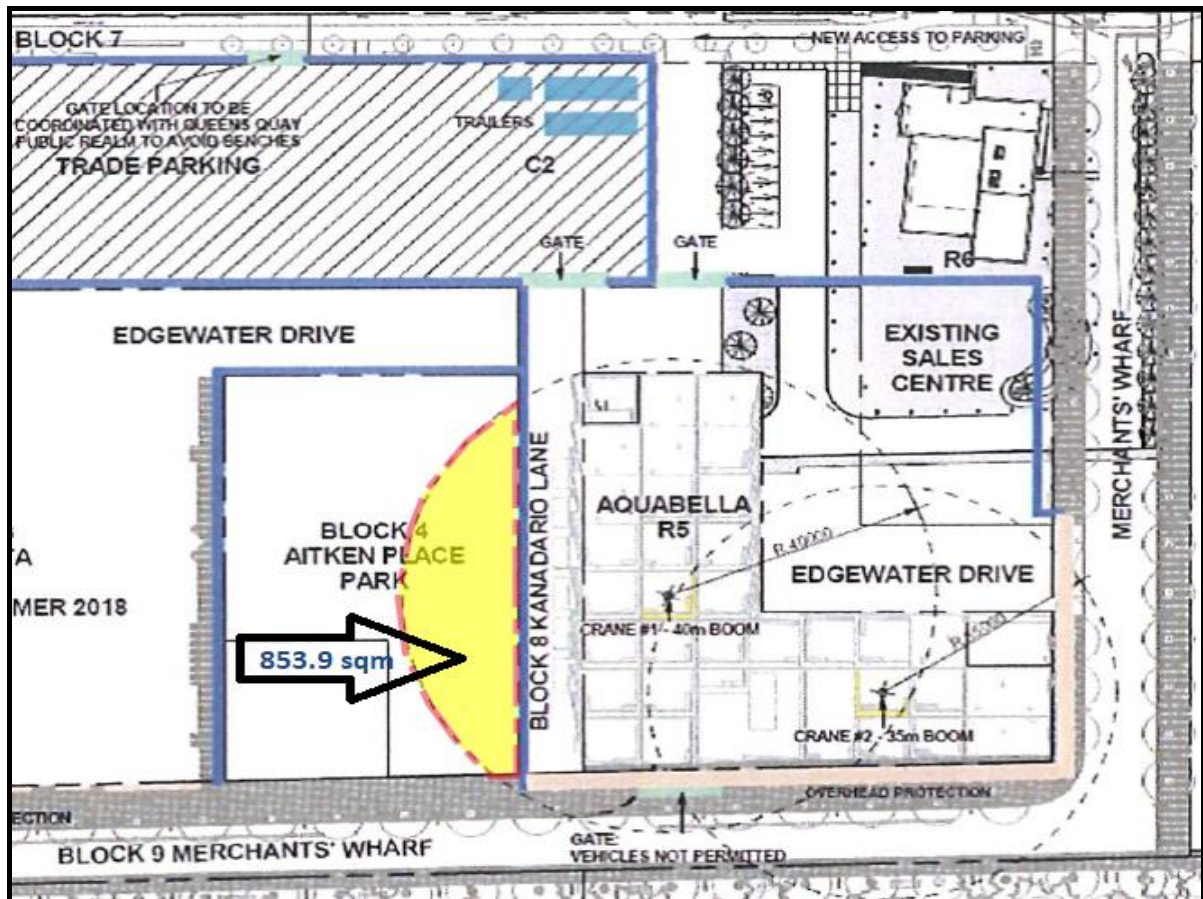 BLOCK 7
NEW ACCESS TO PARKING
GATE LOCATION TO BE
COORDINATED WITH QUEENS QUAY
PUBLIC REALM TO AVOID BENCHES
TRADE PARKING
TRAILERS
C2
GATE
GATE
R6
EDGEWATER DRIVE
EXISTING
SALES
CENTRE
MERCHANTS' WHARF
BLOCK 8 KANADARIO LANE
AQUABELLA
R5
BLOCK 4
AITKEN PLACE
PARK
R.40000
EDGEWATER DRIVE
TA
MER 2018
CRANE #1 - 40m BOOM
853.9 sqm
R.35000
CRANE #2 - 35m BOOM
OVERHEAD PROTECTION
ECTION
GATE:
VEHICLES NOT PERMITTED
BLOCK 9 MERCHANTS' WHARF